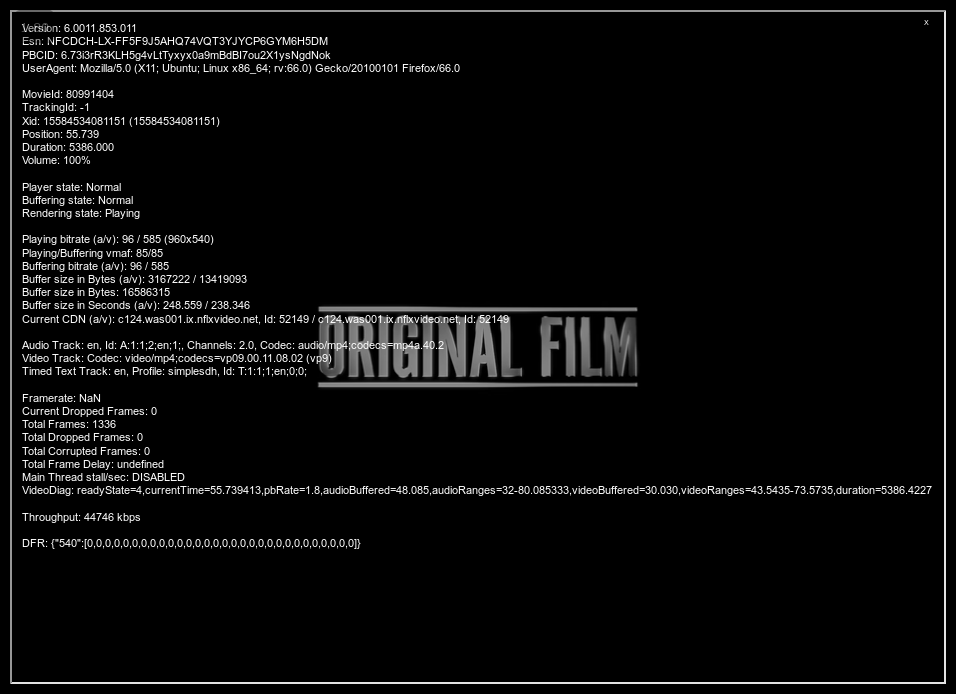 Version: 6.0011.853.011
x
Esn: NFCDCH-LX-FF5F9J5AHQ74VQT3YJYCP6GYM6H5DM
PBCID: 6.73i3rR3KLH5g4vLtTyxyx0a9mBdBI7ou2X1ysNgdNok
UserAgent: Mozilla/5.0 (X11; Ubuntu; Linux x86_64; rv:66.0) Gecko/20100101 Firefox/66.0
MovieId: 80991404
TrackingId: -1
Xid: 15584534081151 (15584534081151)
Position: 55.739
Duration: 5386.000
Volume: 100%
Player state: Normal
Buffering state: Normal
Rendering state: Playing
Playing bitrate (a/v): 96 / 585 (960x540)
Playing/Buffering vmaf: 85/85
Buffering bitrate (a/v): 96 / 585
Buffer size in Bytes (a/v): 3167222 / 13419093
Buffer size in Bytes: 16586315
Buffer size in Seconds (a/v): 248.559 / 238.346
Current CDN (a/v): c124.was001.ix.nflxvideo.net, Id: 52149 / c124.was001.ix.nflxvideo.net, Id: 52149
ORIGINAL FILM
Audio Track: en, Id: A:1:1;2;en;1;, Channels: 2.0, Codec: audio/mp4;codecs=mp4a.40.2
Video Track: Codec: video/mp4;codecs=vp09.00.11.08.02 (vp9)
Timed Text Track: en, Profile: simplesdh, Id: T:1:1;1;en;0;0;
Framerate: NaN
Current Dropped Frames: 0
Total Frames: 1336
Total Dropped Frames: 0
Total Corrupted Frames: 0
Total Frame Delay: undefined
Main Thread stall/sec: DISABLED
VideoDiag: readyState=4,currentTime=55.739413,pbRate=1.8,audioBuffered=48.085,audioRanges=32-80.085333,videoBuffered=30.030,videoRanges=43.5435-73.5735,duration=5386.4227
Throughput: 44746 kbps
DFR: {"540":[0,0,0,0,0,0,0,0,0,0,0,0,0,0,0,0,0,0,0,0,0,0,0,0,0,0,0,0,0,0]}